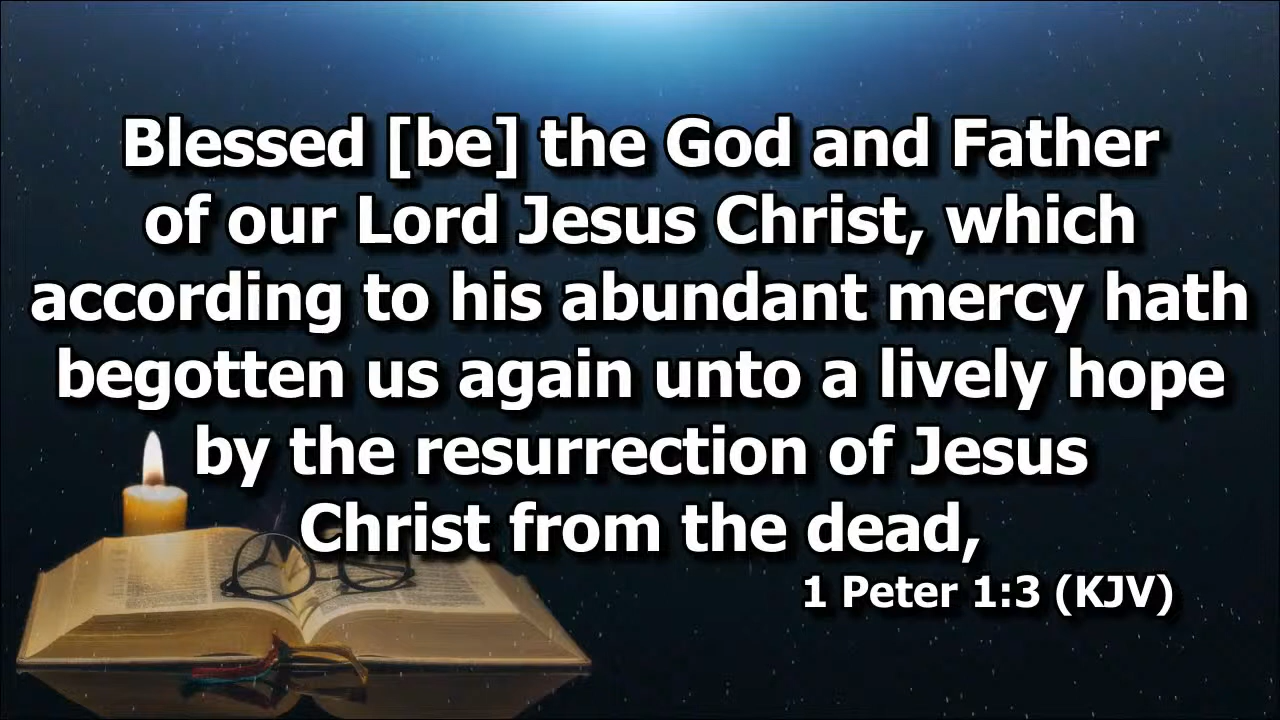 Blessed [be] the God and Father
of our Lord Jesus Christ, which
according to his abundant mercy hath
begotten us again unto a lively hope
by the resurrection of Jesus
Christ from the dead,
1 Peter 1:3 (KJV)